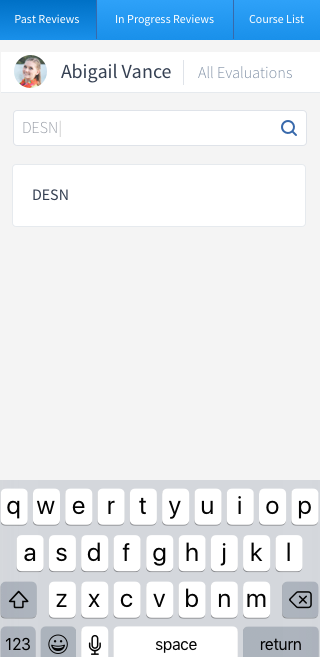 Past Reviews In Progress Reviews Course List
Abigail Vance All Evaluations
DESN
DESN
q w e r t y u i o p
a s d f g h j k l
z x c v b n m
123 space return